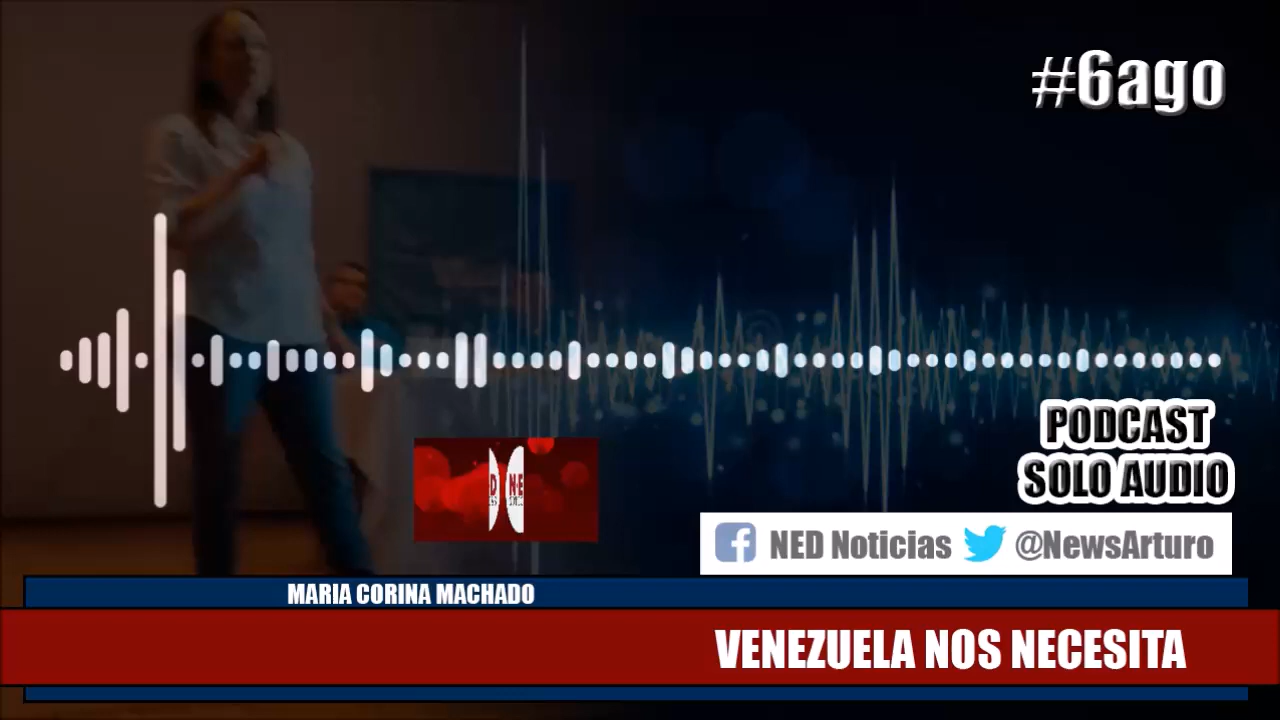 #6ago
PODCAST
SOLO AUDIO
NED Noticias @NewsArturo
MARIA CORINA MACHADO
VENEZUELA NOS NECESITA